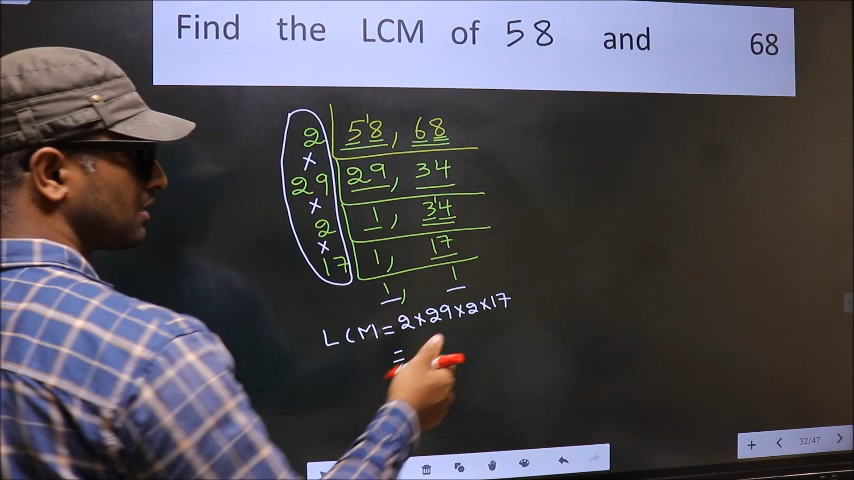 Find the LCM of 58 and 68
2 58, 68
×
29 29, 34
×
2 1, 34
×
17 1, 17
1, 1
LCM = 2×29×2×17
=
32/47